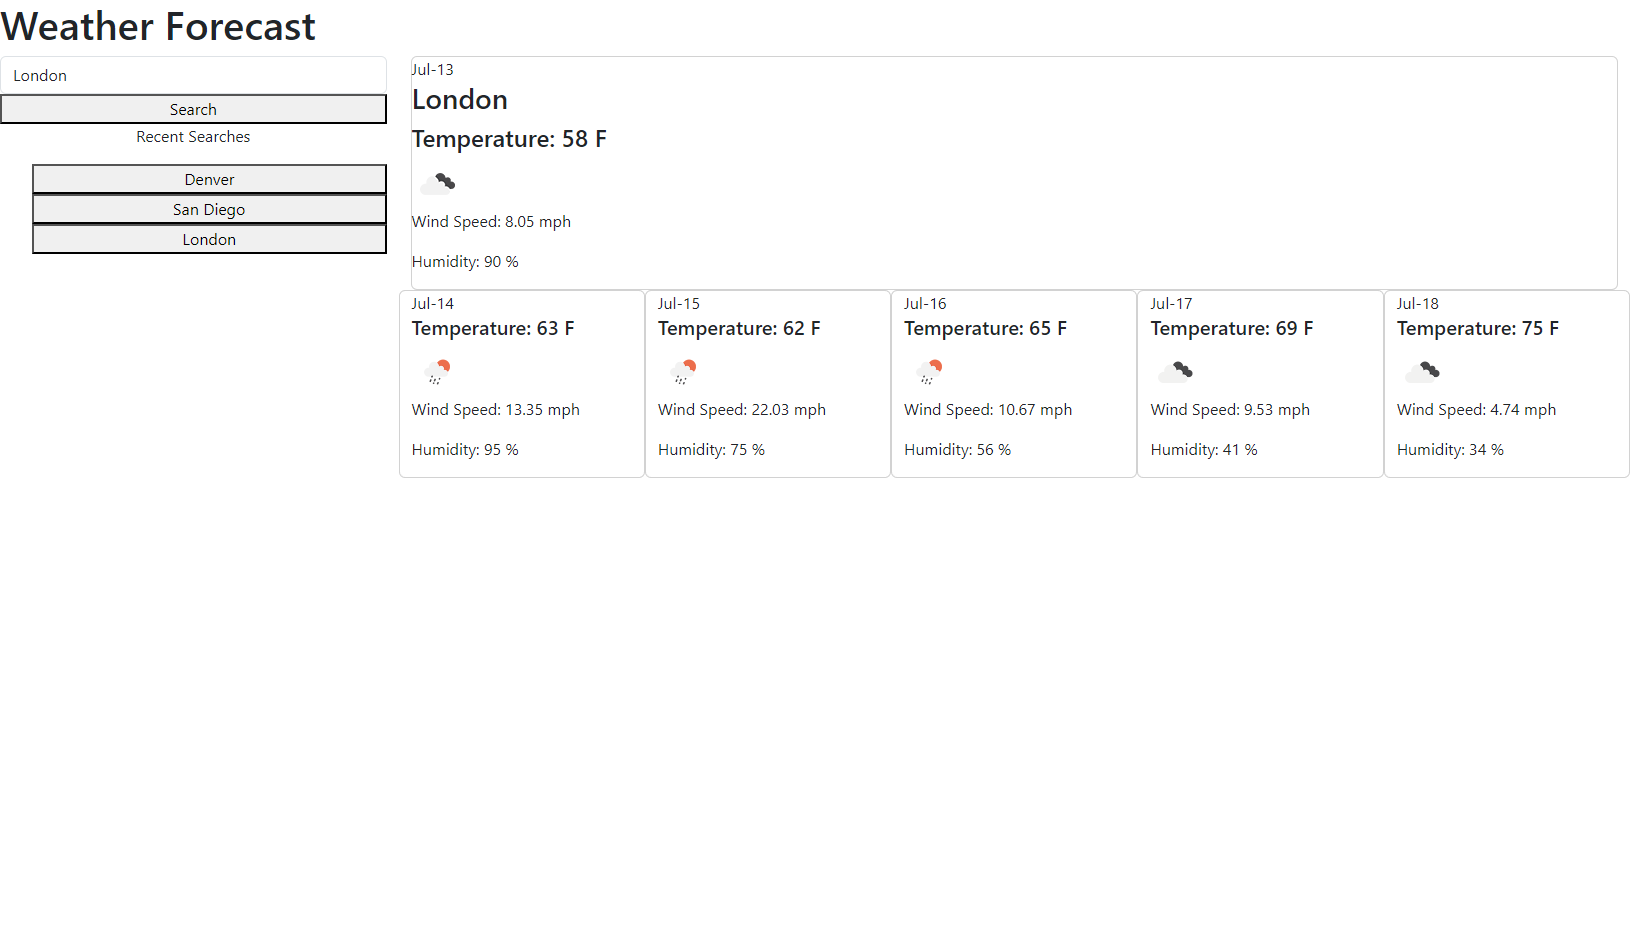 Weather Forecast
London
Search
Recent Searches
Denver
San Diego
London
Jul-13
London
Temperature: 58 F
Wind Speed: 8.05 mph
Humidity: 90 %
Jul-14
Temperature: 63 F
Wind Speed: 13.35 mph
Humidity: 95 %
Jul-15
Temperature: 62 F
Wind Speed: 22.03 mph
Humidity: 75 %
Jul-16
Temperature: 65 F
Wind Speed: 10.67 mph
Humidity: 56 %
Jul-17
Temperature: 69 F
Wind Speed: 9.53 mph
Humidity: 41 %
Jul-18
Temperature: 75 F
Wind Speed: 4.74 mph
Humidity: 34 %